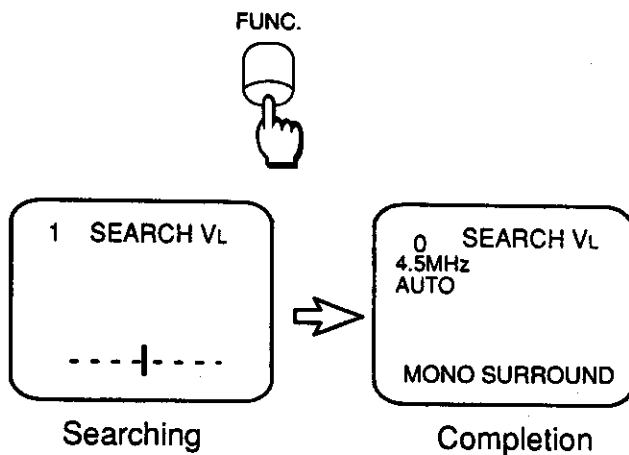 FUNC.
1 SEARCH VL
0 SEARCH VL
4.5MHz
AUTO
MONO SURROUND
Searching
Completion